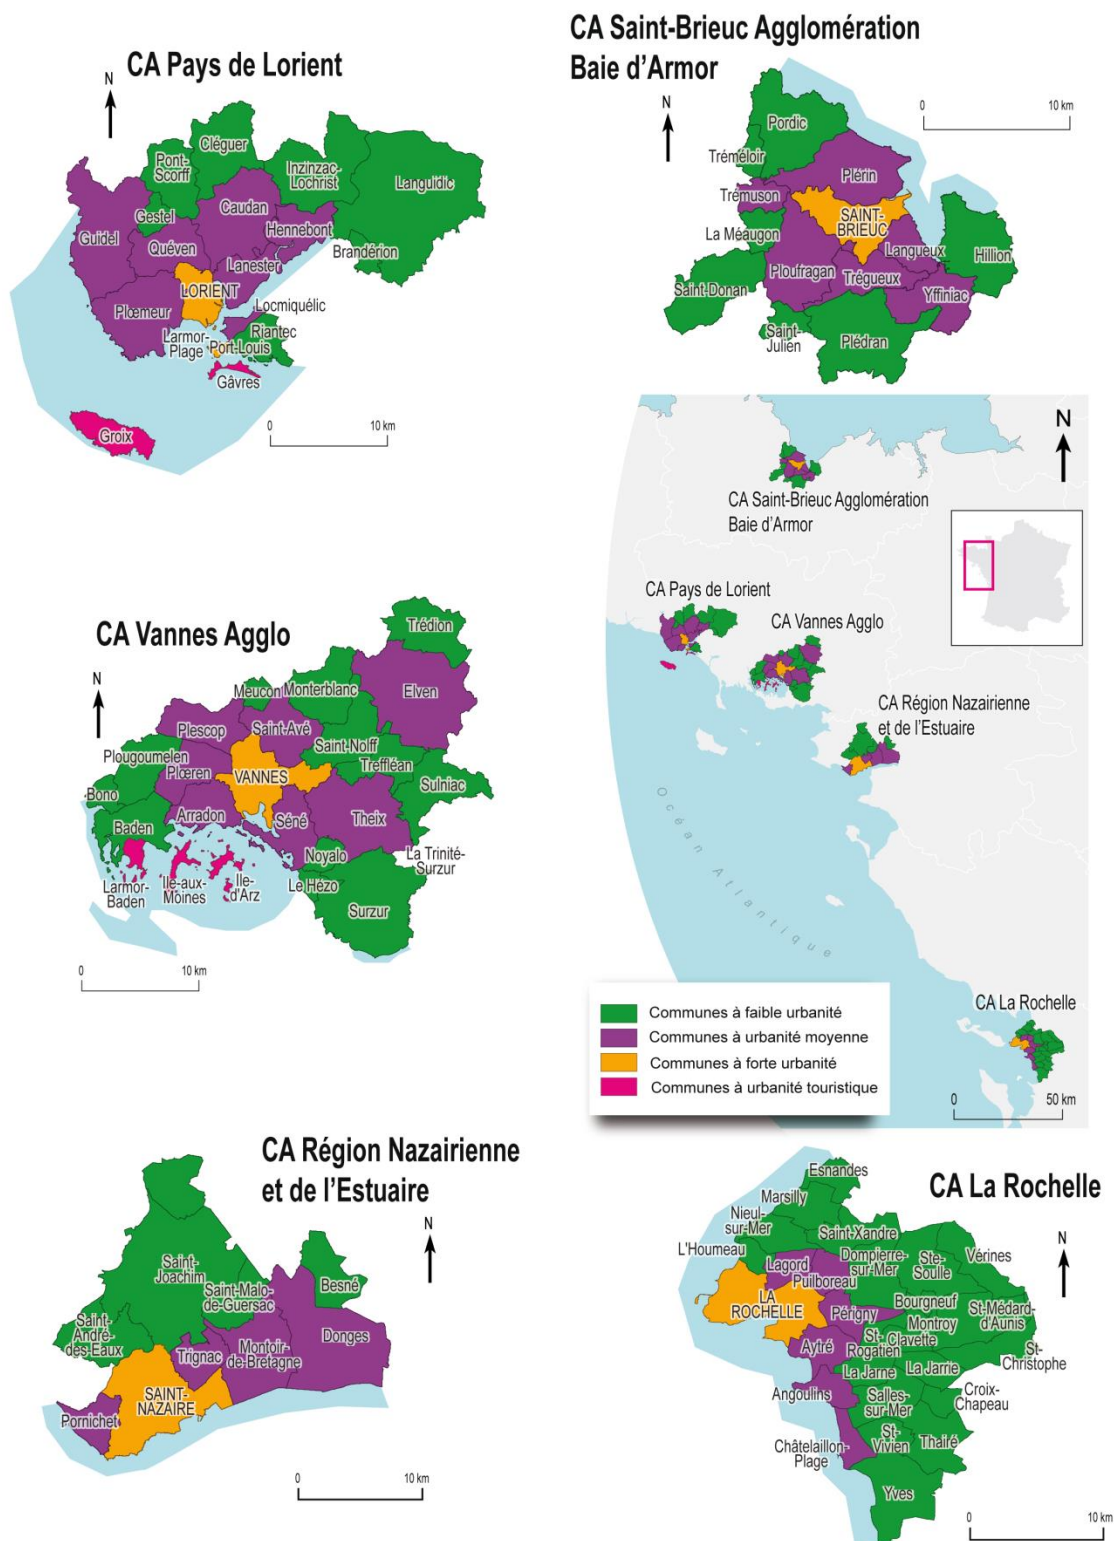 CA Pays de Lorient
N
Cléguer
Pont-
Scorff
Inzinzac-
Lochrist
Languidic
Caudan
Gestel
Hennebont
Guidel
Quéven
Brandérion
Lanester
LORIENT
Plœmeur
Locmiquélic
Riantec
Larmor-
Plage
Port-Louis
Gâvres
Groix
0
10 km
CA Saint-Brieuc Agglomération
Baie d'Armor
0
10 km
N
Pordic
Tréméloir
Plérin
Trémuson
SAINT-
BRIEUC
La Méaugon
Langueux
Hillion
Ploufragan
Trégueux
Saint-Donan
Yffiniac
Saint-
Julien
Plédran
N
CA Saint-Brieuc Agglomération
Baie d'Armor
CA Pays de Lorient
CA Vannes Agglo
CA Région Nazairienne
et de l'Estuaire
Océan Atlantique
CA La Rochelle
0
50 km
Communes à faible urbanité
Communes à urbanité moyenne
Communes à forte urbanité
Communes à urbanité touristique
CA Vannes Agglo
N
Trédion
Meucon
Monterblanc
Elven
Plescop
Saint-Avé
Saint-Nolff
Plougoumelen
Plœren
Treffléan
VANNES
Sulniac
Bono
Arradon
Séné
Theix
Baden
Noyalo
La Trinité-
Surzur
Larmor-
Baden
Ile-aux-
Moines
Ile-
d'Arz
Le Hézo
Surzur
0
10 km
CA Région Nazairienne
et de l'Estuaire
N
Saint-
Joachim
Saint-Malo-
de-Guersac
Besné
Saint-
André-
des-Eaux
Trignac
Montoir-
de-Bretagne
Donges
SAINT-
NAZAIRE
Pornichet
0
10 km
CA La Rochelle
N
Esnandes
Marsilly
Nieul-
sur-Mer
Saint-Xandre
L'Houmeau
Dompierre-
sur-Mer
Ste-
Soulle
Vérines
Lagord
Puilboreau
LA
ROCHELLE
Bourgneuf
Périgny
Montroy
St-Médard-
d'Aunis
St-
Rogatien
Clavette
Aytré
St-
Christophe
La Jarne
La Jarrie
Angoulins
Salles-
sur-Mer
Croix-
Chapeau
St-
Vivien
Thairé
Châtelaillon-
Plage
Yves
0
10 km